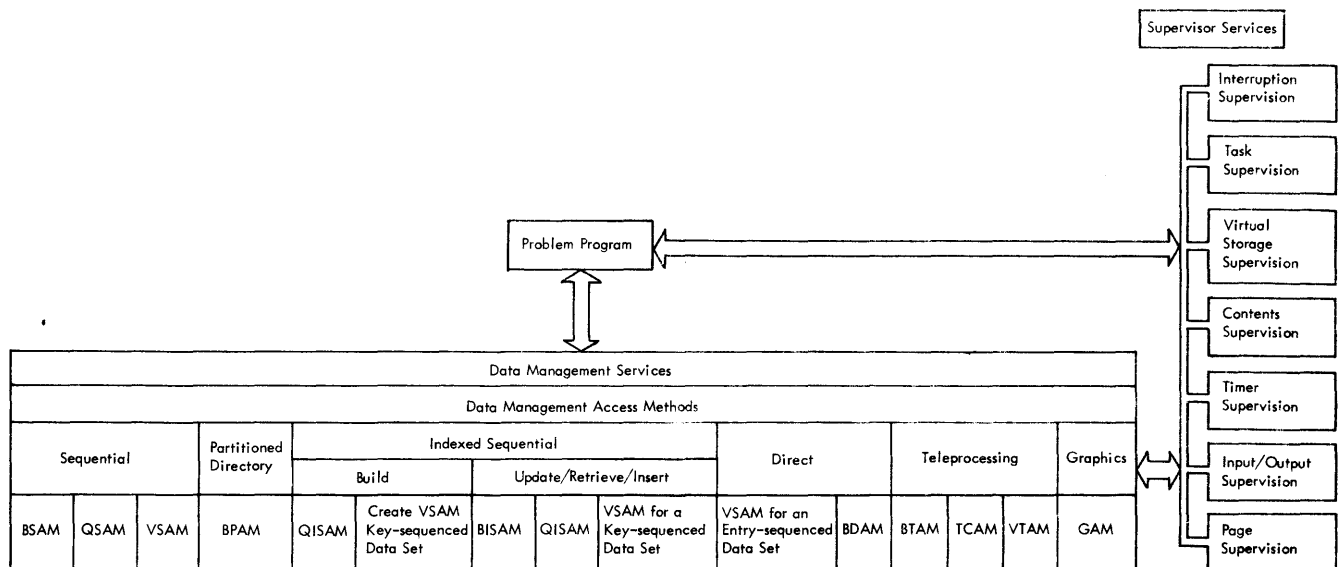 Supervisor Services
Interruption
Supervision
Task
Supervision
Virtual
Storage
Supervision
Problem Program
Contents
Supervision
Data Management Services
Timer
Supervision
Data Management Access Methods
Sequential
Partitioned
Directory
Indexed Sequential
Build
Update/Retrieve/Insert
Direct
Teleprocessing
Graphics
Input/Output
Supervision
BSAM
QSAM
VSAM
BPAM
QISAM
Create VSAM
Key-sequenced
Data Set
BISAM
QISAM
VSAM for a
Key-sequenced
Data Set
VSAM for an
Entry-sequenced
Data Set
BDAM
BTAM
TCAM
VTAM
GAM
Page
Supervision